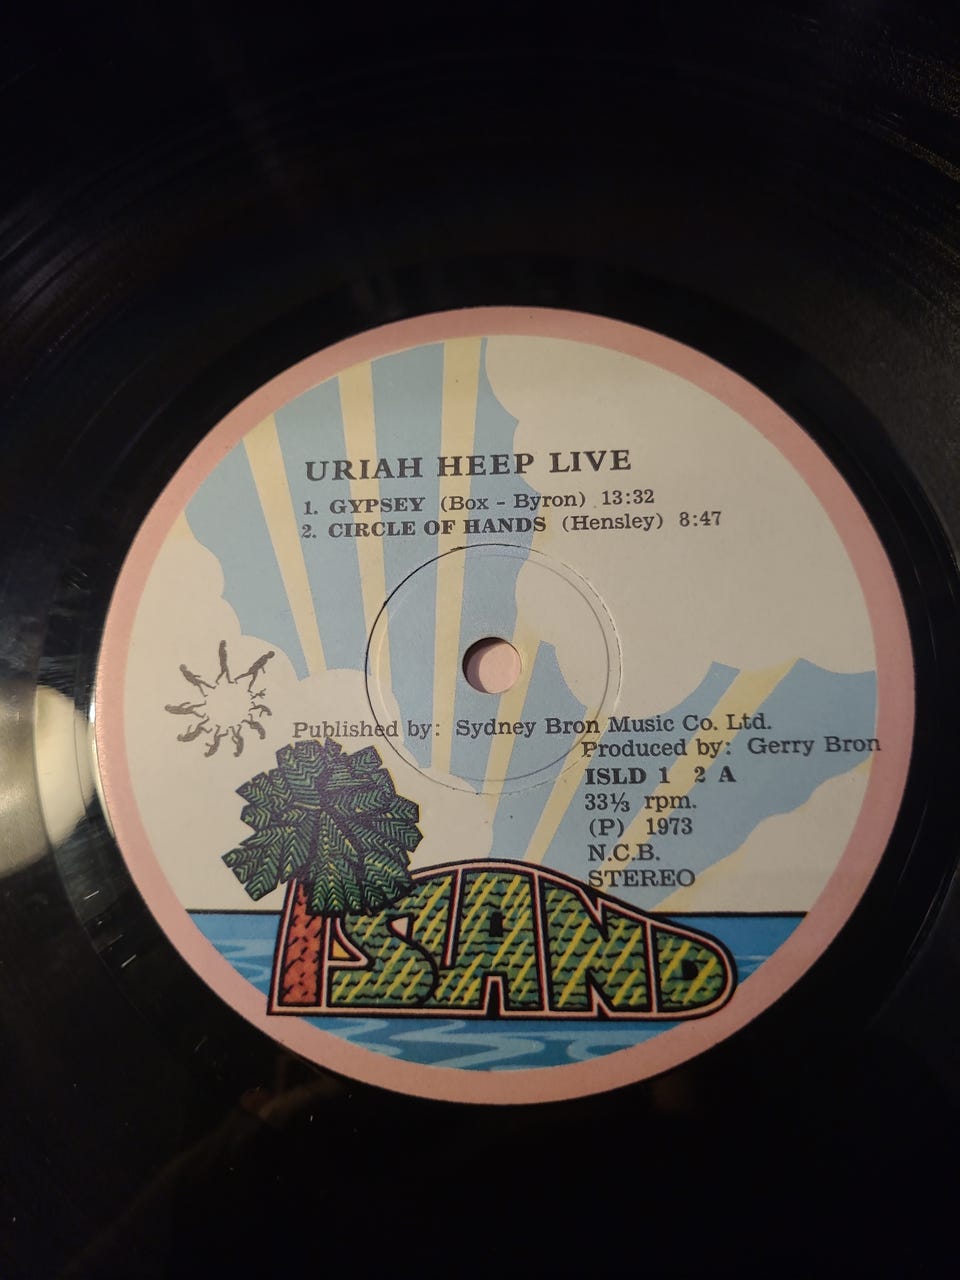 URIAH HEEP LIVE
1. GYPSEY (Box - Byron) 13:32
2. CIRCLE OF HANDS (Hensley) 8:47
Published by: Sydney Bron Music Co. Ltd.
Produced by: Gerry Bron
ISLD 1 2 A
33⅓ rpm.
(P) 1973
N.C.B.
STEREO
ISLAND